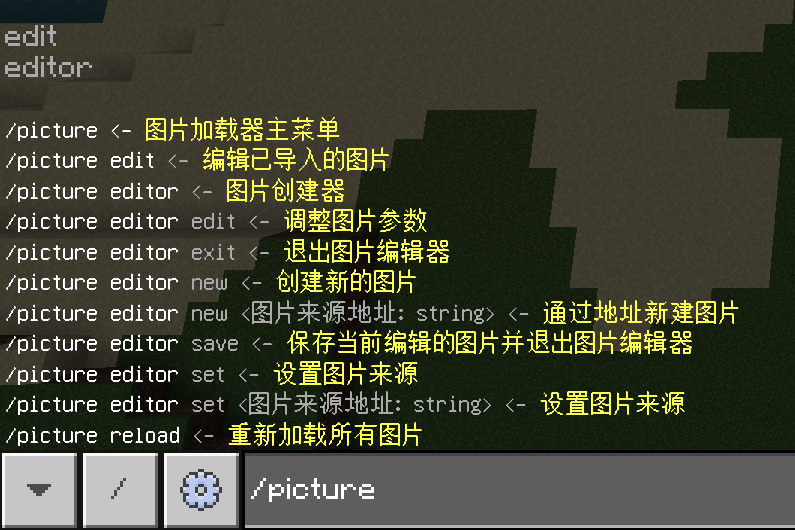 edit
editor
/picture <- 图片加载器主菜单
/picture edit <- 编辑已导入的图片
/picture editor <- 图片创建器
/picture editor edit <- 调整图片参数
/picture editor exit <- 退出图片编辑器
/picture editor new <- 创建新的图片
/picture editor new <图片来源地址: string> <- 通过地址新建图片
/picture editor save <- 保存当前编辑的图片并退出图片编辑器
/picture editor set <- 设置图片来源
/picture editor set <图片来源地址: string> <- 设置图片来源
/picture reload <- 重新加载所有图片
/ /picture